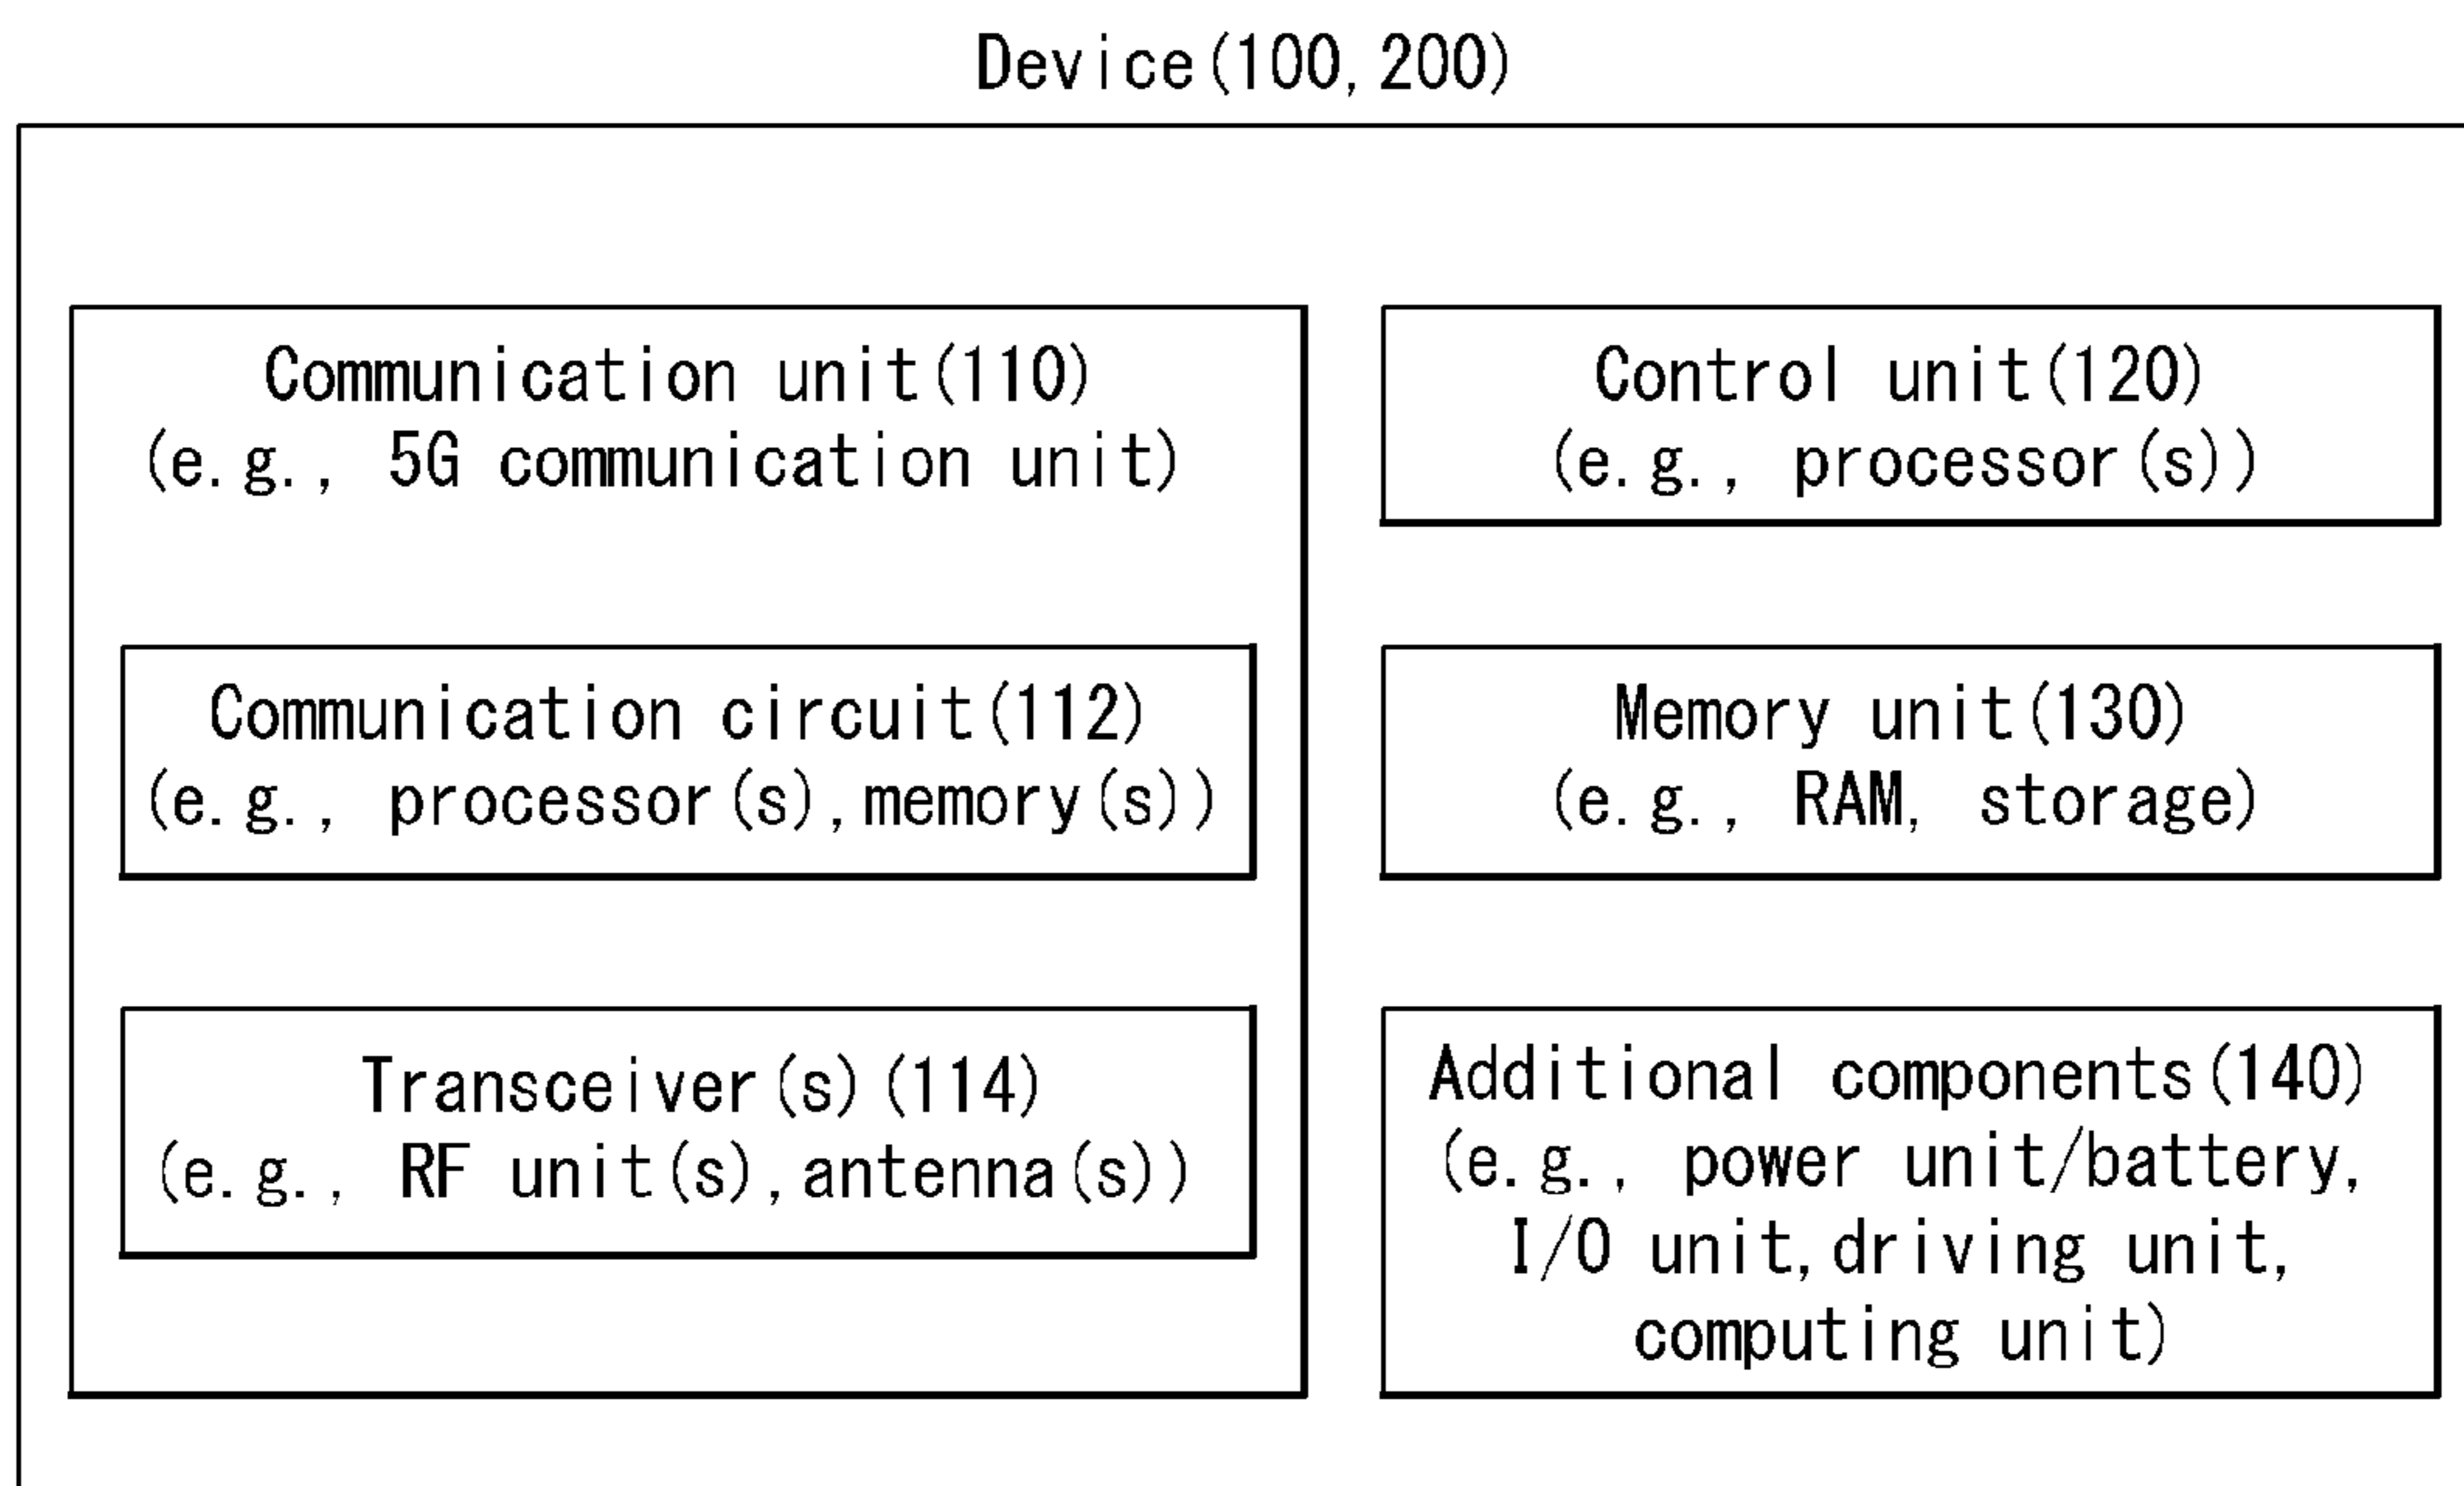 Device(100,200)
Communication unit(110)
(e.g., 5G communication unit)
Communication circuit(112)
(e.g., processor(s),memory(s))
Transceiver(s)(114)
(e.g., RF unit(s),antenna(s))
Control unit(120)
(e.g., processor(s))
Memory unit(130)
(e.g., RAM, storage)
Additional components(140)
(e.g., power unit/battery,
I/O unit,driving unit,
computing unit)